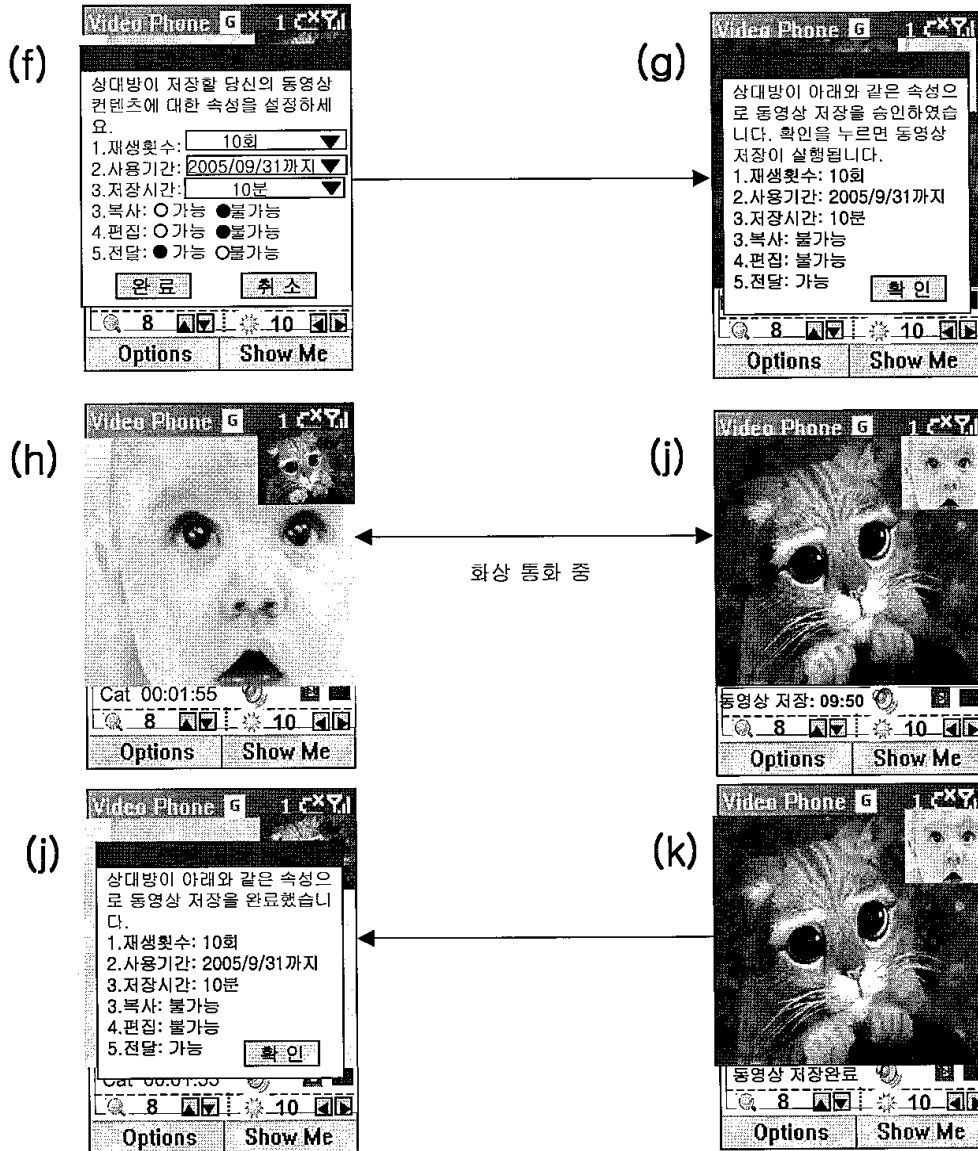 (f)
Video Phone G 1
상대방이 저장할 당신의 동영상
컨텐츠에 대한 속성을 설정하세
요.
1.재생횟수: 10회
2.사용기간: 2005/09/31까지
3.저장시간: 10분
3.복사: 가능 불가능
4.편집: 가능 불가능
5.전달: 가능 불가능
완 료 취 소
8 10
Options Show Me
(g)
Video Phone G 1
상대방이 아래와 같은 속성으
로 동영상 저장을 승인하였습
니다. 확인을 누르면 동영상
저장이 실행됩니다.
1.재생횟수: 10회
2.사용기간: 2005/9/31까지
3.저장시간: 10분
3.복사: 불가능
4.편집: 불가능
5.전달: 가능
확 인
8 10
Options Show Me
(h)
Video Phone G 1
Cat 00:01:55
8 10
Options Show Me
화상 통화 중
(j)
Video Phone G 1
동영상 저장: 09:50
8 10
Options Show Me
(j)
Video Phone G 1
상대방이 아래와 같은 속성으
로 동영상 저장을 완료했습니
다.
1.재생횟수: 10회
2.사용기간: 2005/9/31까지
3.저장시간: 10분
3.복사: 불가능
4.편집: 불가능
5.전달: 가능
확 인
Cat 00:01:55
8 10
Options Show Me
(k)
Video Phone G 1
동영상 저장완료
8 10
Options Show Me